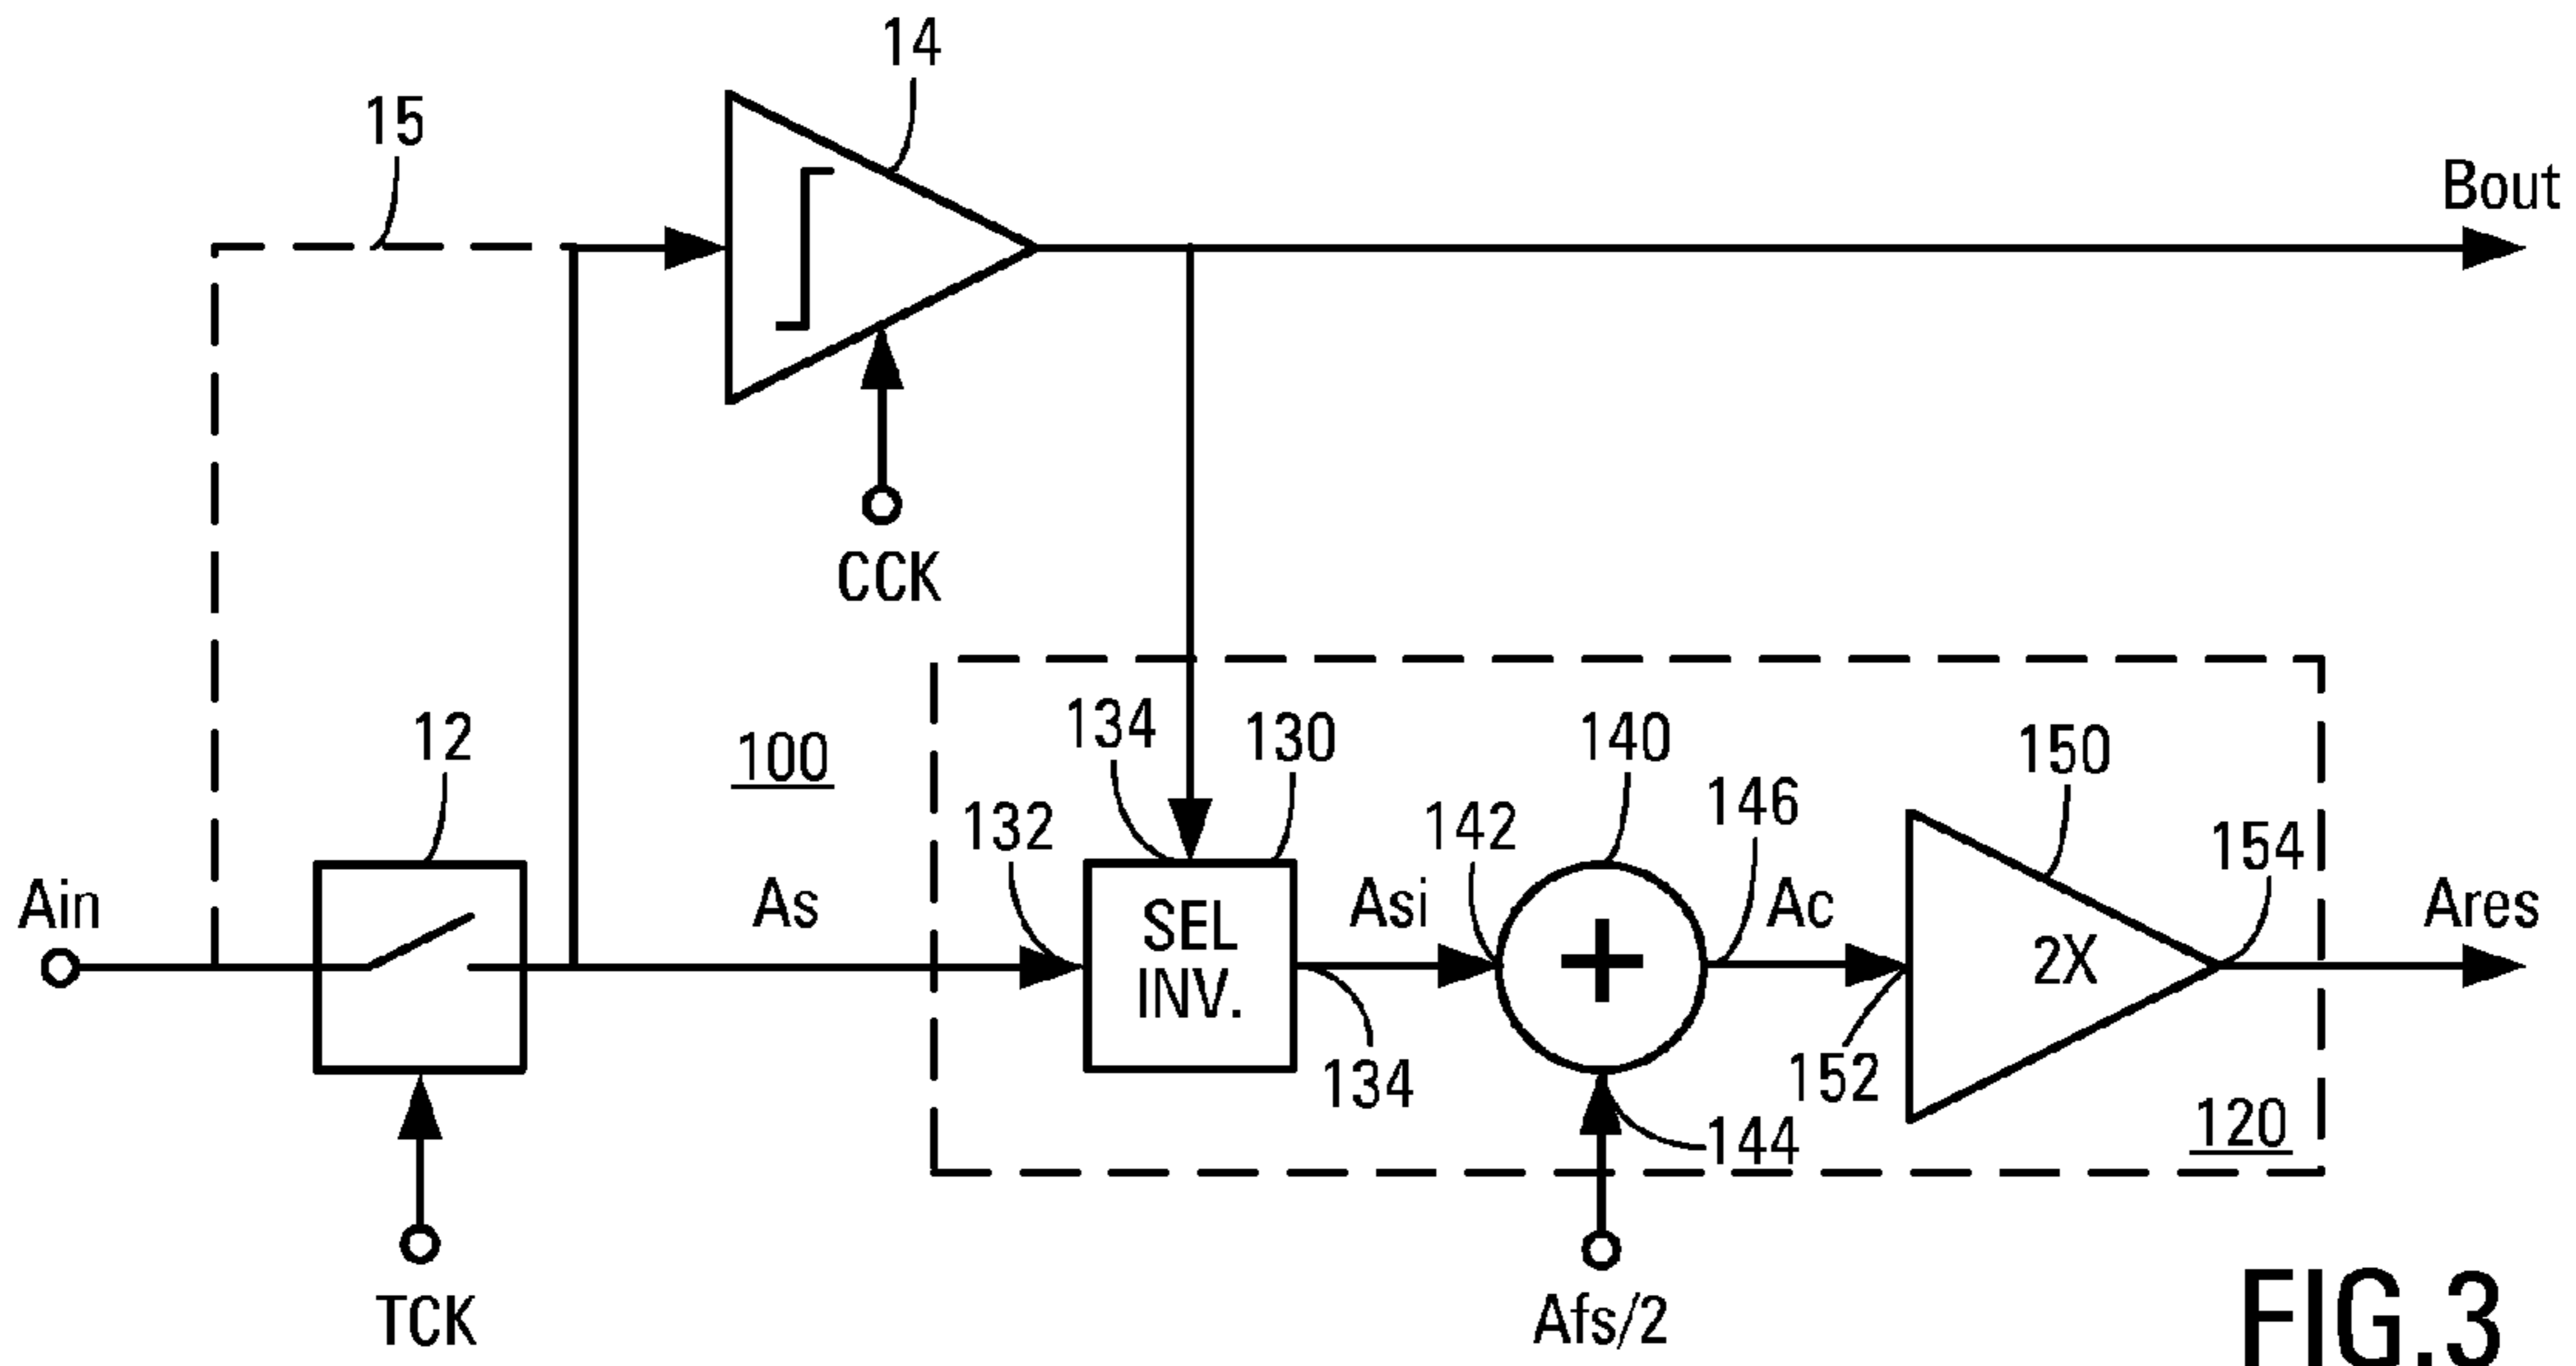 14
15
Bout
CCK
12
100
134
130
140
150
132
142
146
154
Ain
As
SEL
INV.
Asi
+
Ac
2X
Ares
134
152
144
120
TCK
Afs/2
FIG.3